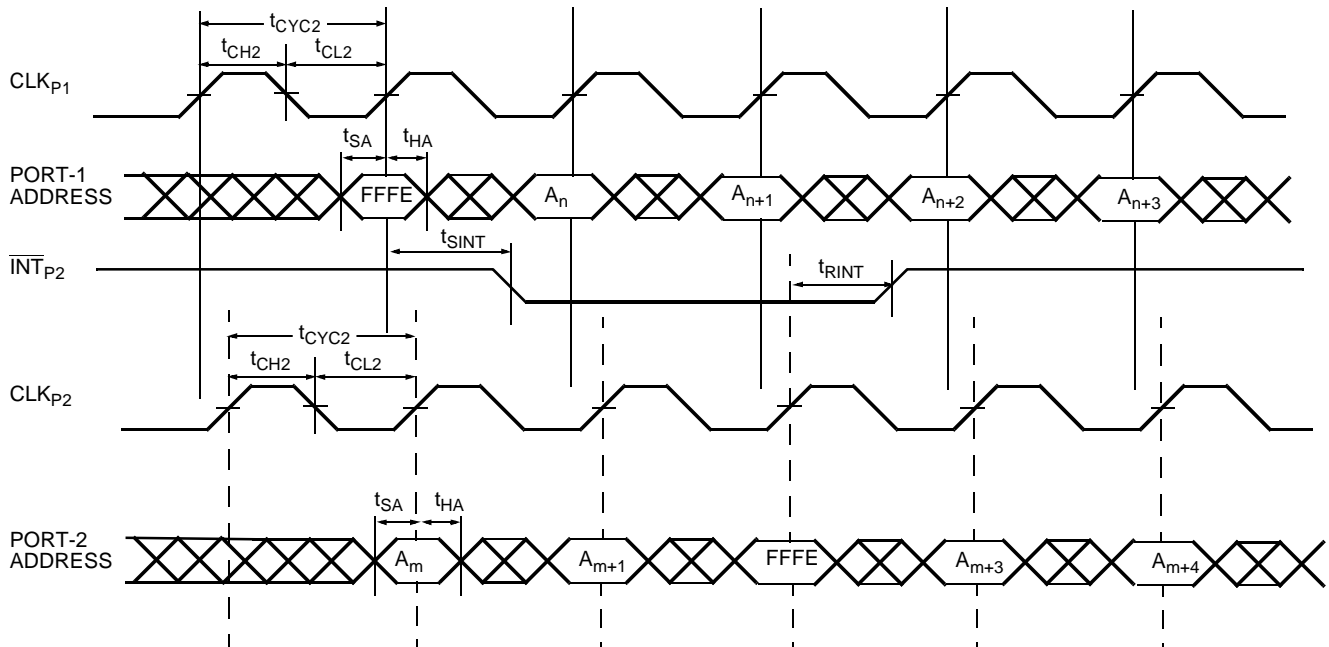 tCYC2
tCH2 tCL2
CLKP1
tSA tHA
PORT-1
ADDRESS
FFFE An An+1 An+2 An+3
tSINT
INTP2
tRINT
tCYC2
tCH2 tCL2
CLKP2
tSA tHA
PORT-2
ADDRESS
Am Am+1 FFFE Am+3 Am+4